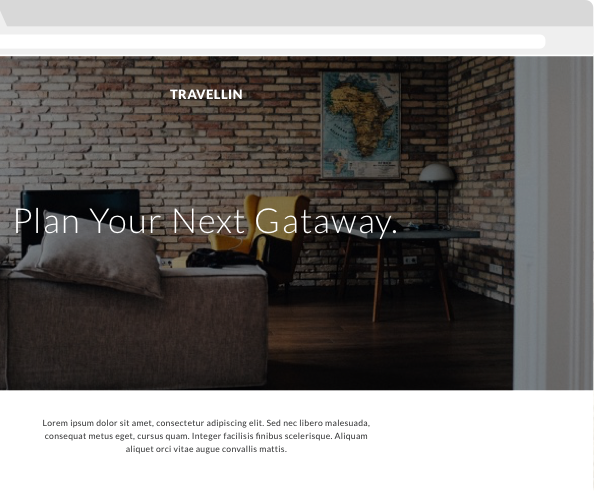 TRAVELLIN
Plan Your Next Gataway.
Lorem ipsum dolor sit amet, consectetur adipiscing elit. Sed nec libero malesuada,
consequat metus eget, cursus quam. Integer facilisis finibus scelerisque. Aliquam
aliquet orci vitae augue convallis mattis.